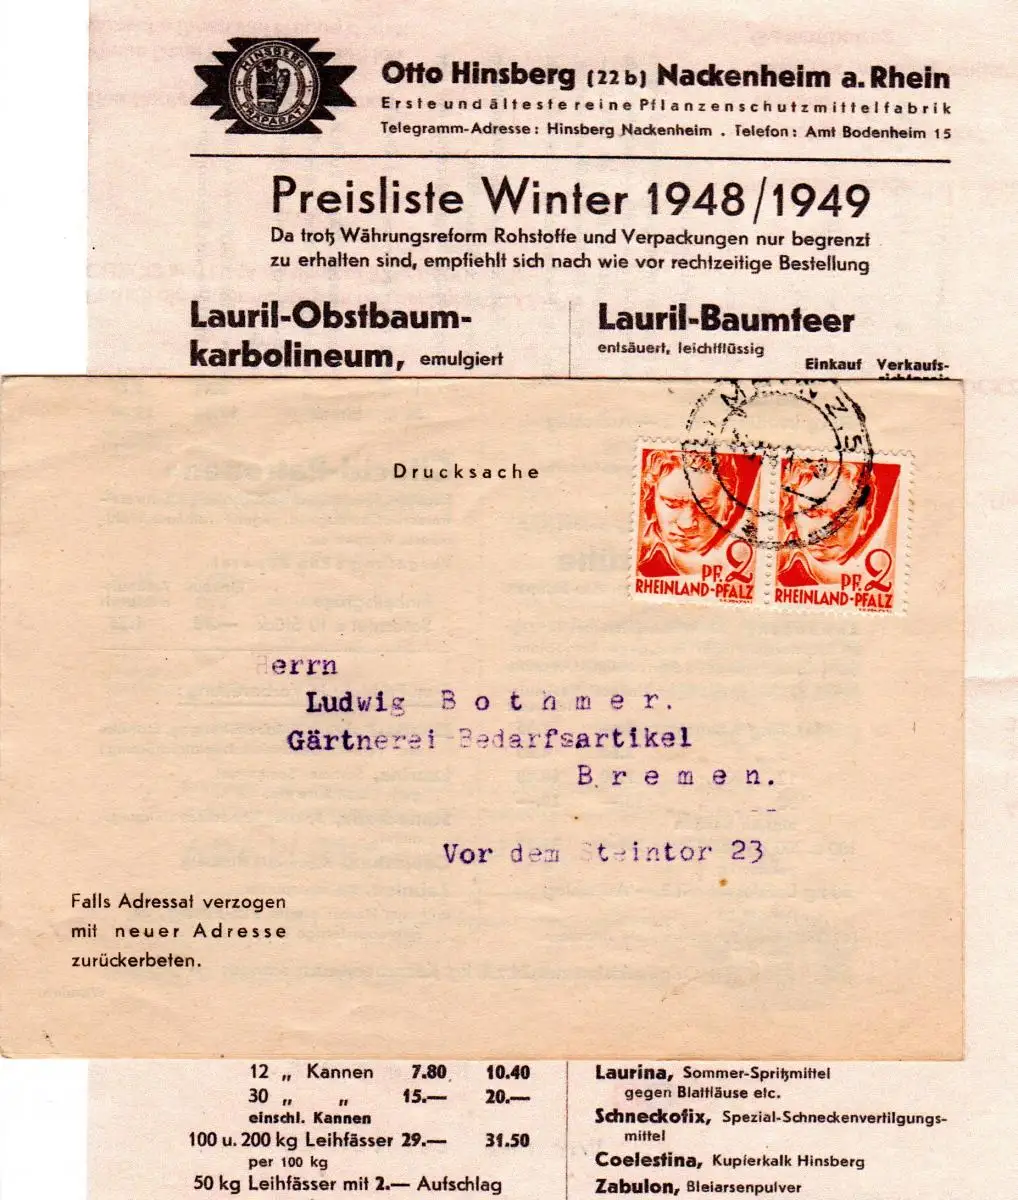 HINSBERG
PRÄPARATE
Otto Hinsberg (22b) Nackenheim a. Rhein
Erste und älteste reine Pflanzenschutzmittelfabrik
Telegramm-Adresse: Hinsberg Nackenheim . Telefon: Amt Bodenheim 15
Preisliste Winter 1948/1949
Da trotz Währungsreform Rohstoffe und Verpackungen nur begrenzt
zu erhalten sind, empfiehlt sich nach wie vor rechtzeitige Bestellung
Lauril-Obstbaum-
karbolineum, emulgiert
Lauril-Baumteer
entsäuert, leichtflüssig
Einkauf Verkaufs-
Drucksache
MAINZ
PF. 2
RHEINLAND-PFALZ
PF. 2
RHEINLAND-PFALZ
Herrn
Ludwig Bothmer.
Gärtnerei-Bedarfsartikel
Bremen.
--
Vor dem Steintor 23
Falls Adressat verzogen
mit neuer Adresse
zurückerbeten.
12 „ Kannen 7.80 10.40
30 „ „ 15.— 20.—
einschl. Kannen
100 u. 200 kg Leihfässer 29.— 31.50
per 100 kg
50 kg Leihfässer mit 2.— Aufschlag
Laurina, Sommer-Spritzmittel
gegen Blattläuse etc.
Schneckofix, Spezial-Schneckenvertilgungs-
mittel
Coelestina, Kupferkalk Hinsberg
Zabulon, Bleiarsenpulver